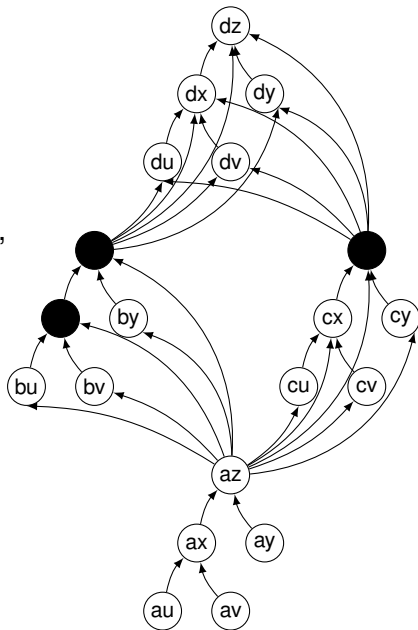 dz
dx dy
du dv
,
by cx cy
bu bv cu cv
az
ax ay
au av